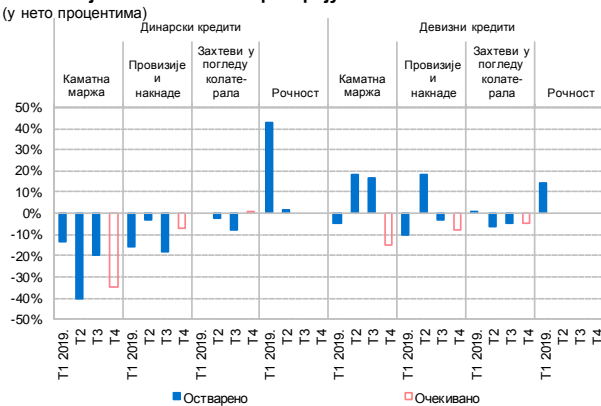 (у нето процентима)
Динарски кредити
Девизни кредити
Каматна
маржа
Провизије
и
накнаде
Захтеви у
погледу
колате-
рала
Рочност
Каматна
маржа
Провизије
и
накнаде
Захтеви у
погледу
колате-
рала
Рочност
50%
40%
30%
20%
10%
0%
-10%
-20%
-30%
-40%
-50%
Т1 2019.
Т2
Т3
Т4
Т1 2019.
Т2
Т3
Т4
Т1 2019.
Т2
Т3
Т4
Т1 2019.
Т2
Т3
Т4
Т1 2019.
Т2
Т3
Т4
Т1 2019.
Т2
Т3
Т4
Т1 2019.
Т2
Т3
Т4
Т1 2019.
Т2
Т3
Т4
Остварено
Очекивано